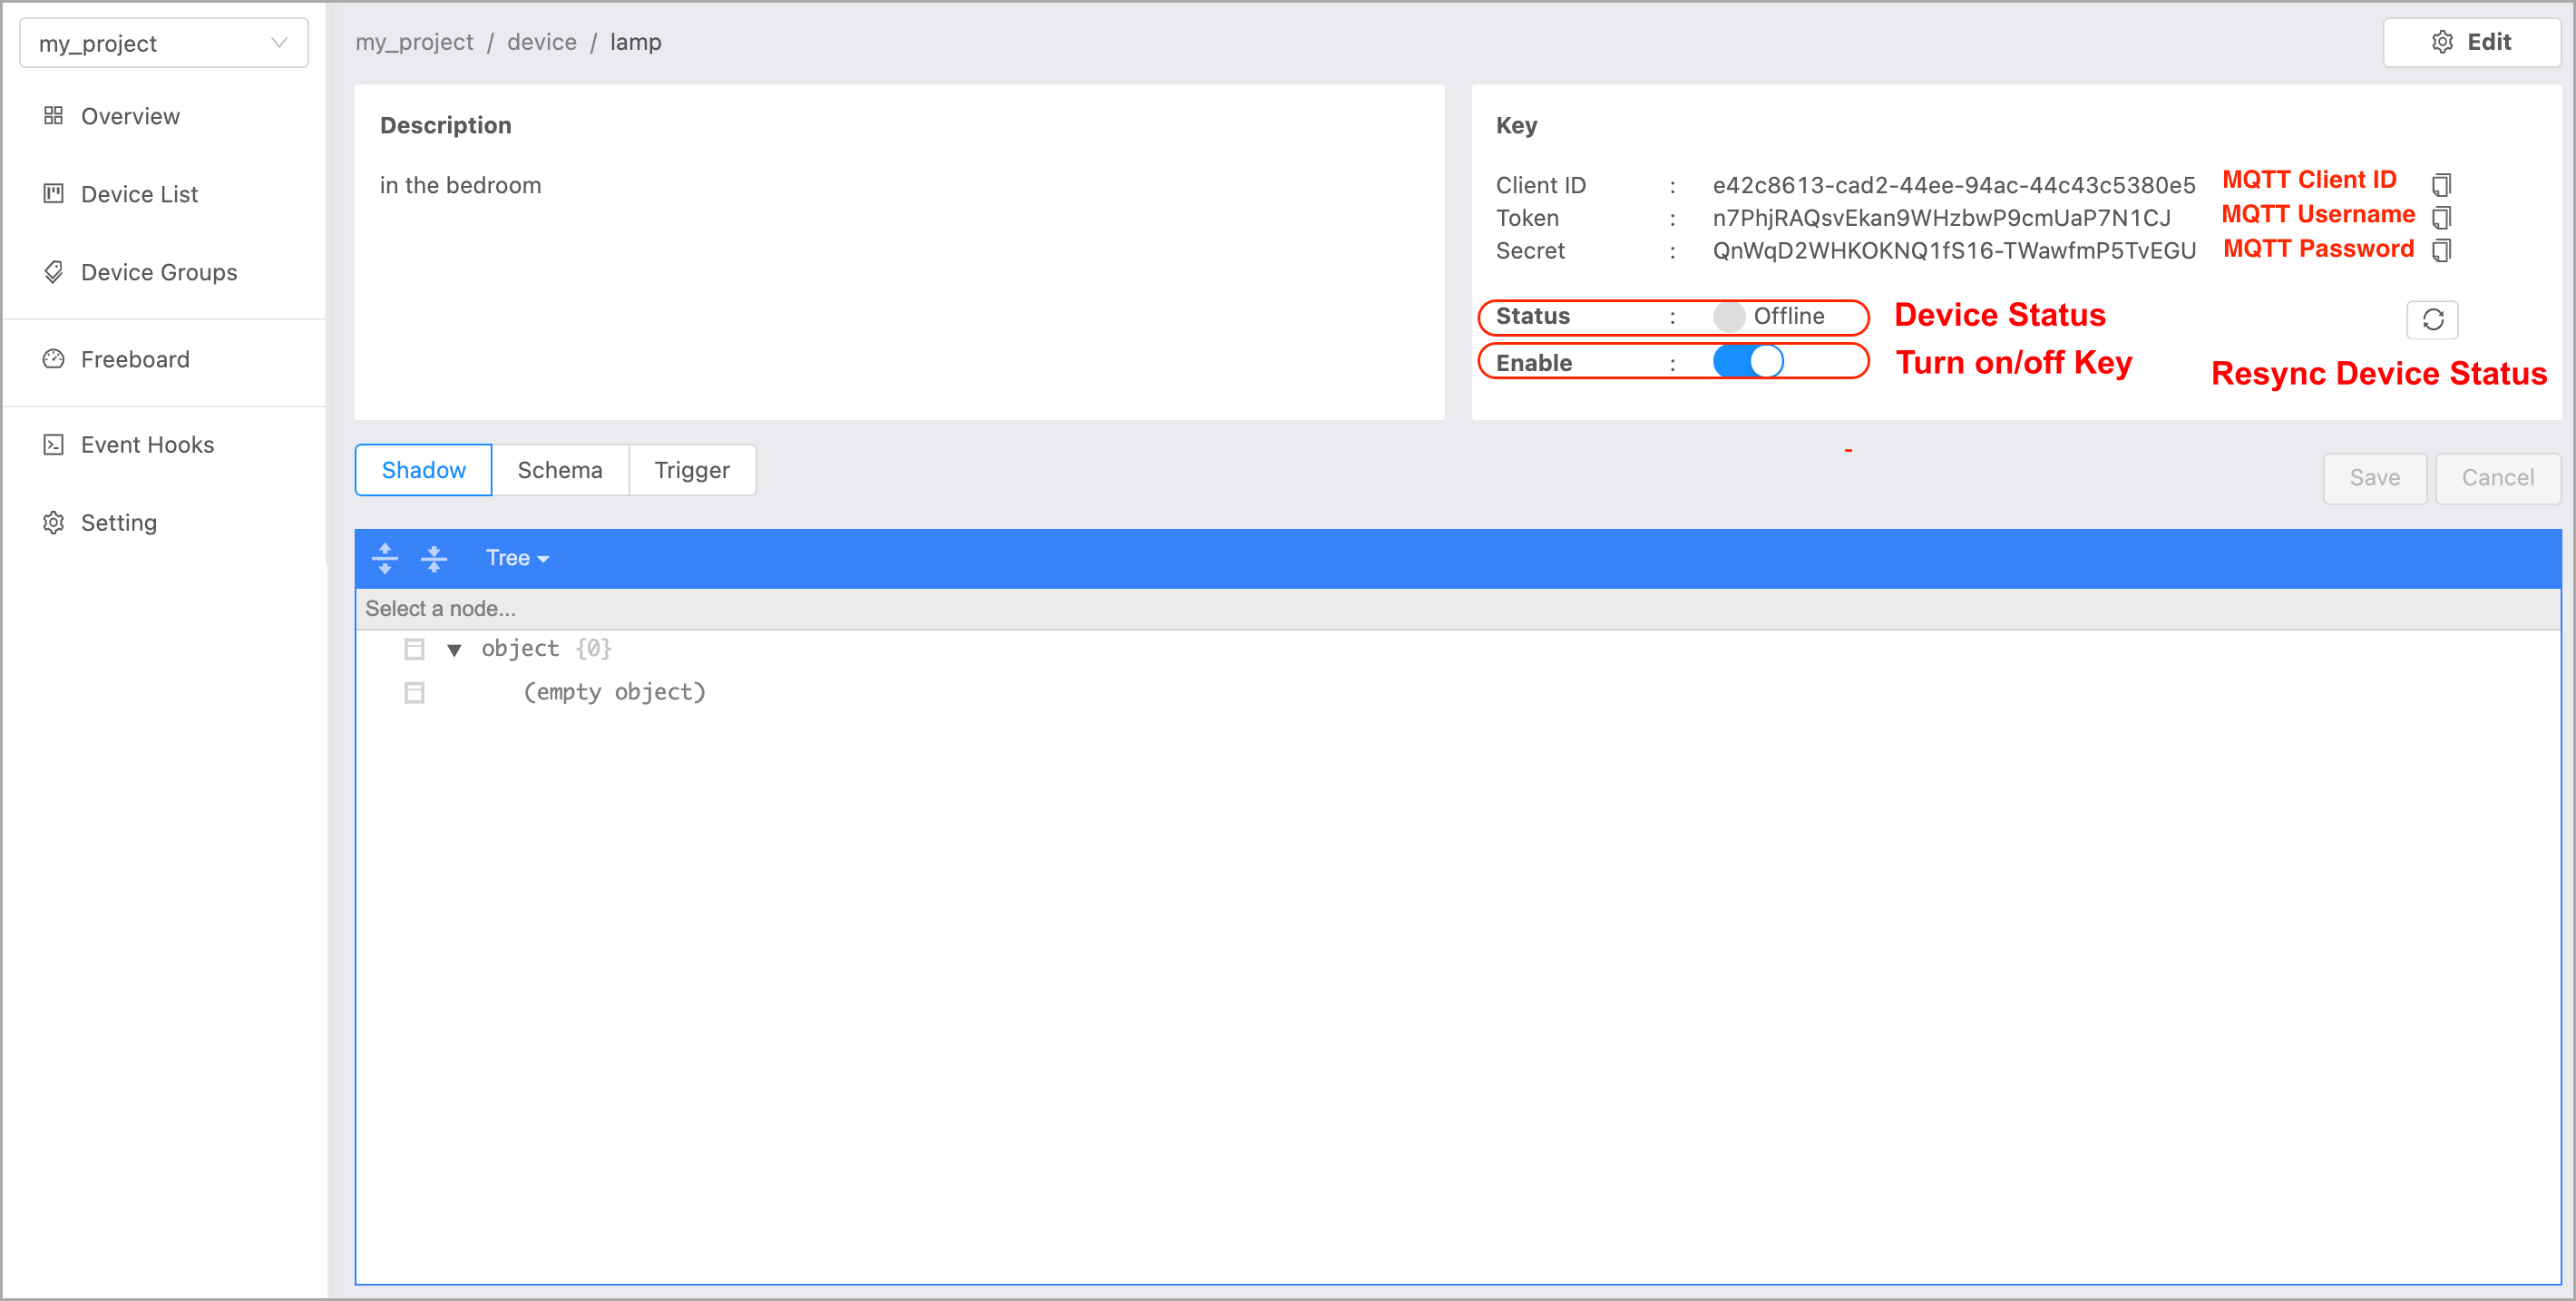 my_project
Overview
Device List
Device Groups
Freeboard
Event Hooks
Setting
my_project / device / lamp
Edit
Description
in the bedroom
Key
Client ID : e42c8613-cad2-44ee-94ac-44c43c5380e5 MQTT Client ID
Token : n7PhjRAQsvEkan9WHzbwP9cmUaP7N1CJ MQTT Username
Secret : QnWqD2WHKOKNQ1fS16-TWawfmP5TvEGU MQTT Password
Status : Offline Device Status
Enable : Turn on/off Key
Resync Device Status
Shadow Schema Trigger
-
Save Cancel
Tree
Select a node...
object {0}
(empty object)